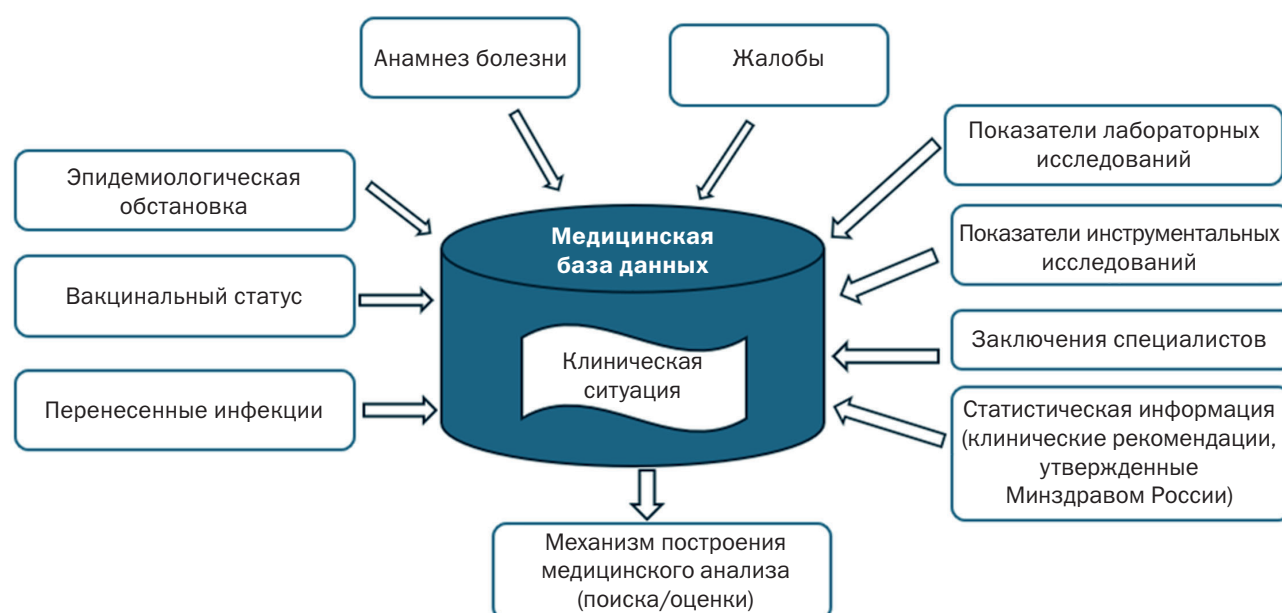 Анамнез болезни
Жалобы
Показатели лабораторных
исследований
Эпидемиологическая
обстановка
Медицинская
база данных
Показатели инструментальных
исследований
Вакцинальный статус
Заключения специалистов
Клиническая
ситуация
Перенесенные инфекции
Статистическая информация
(клинические рекомендации,
утвержденные
Минздравом России)
Механизм построения
медицинского анализа
(поиска/оценки)